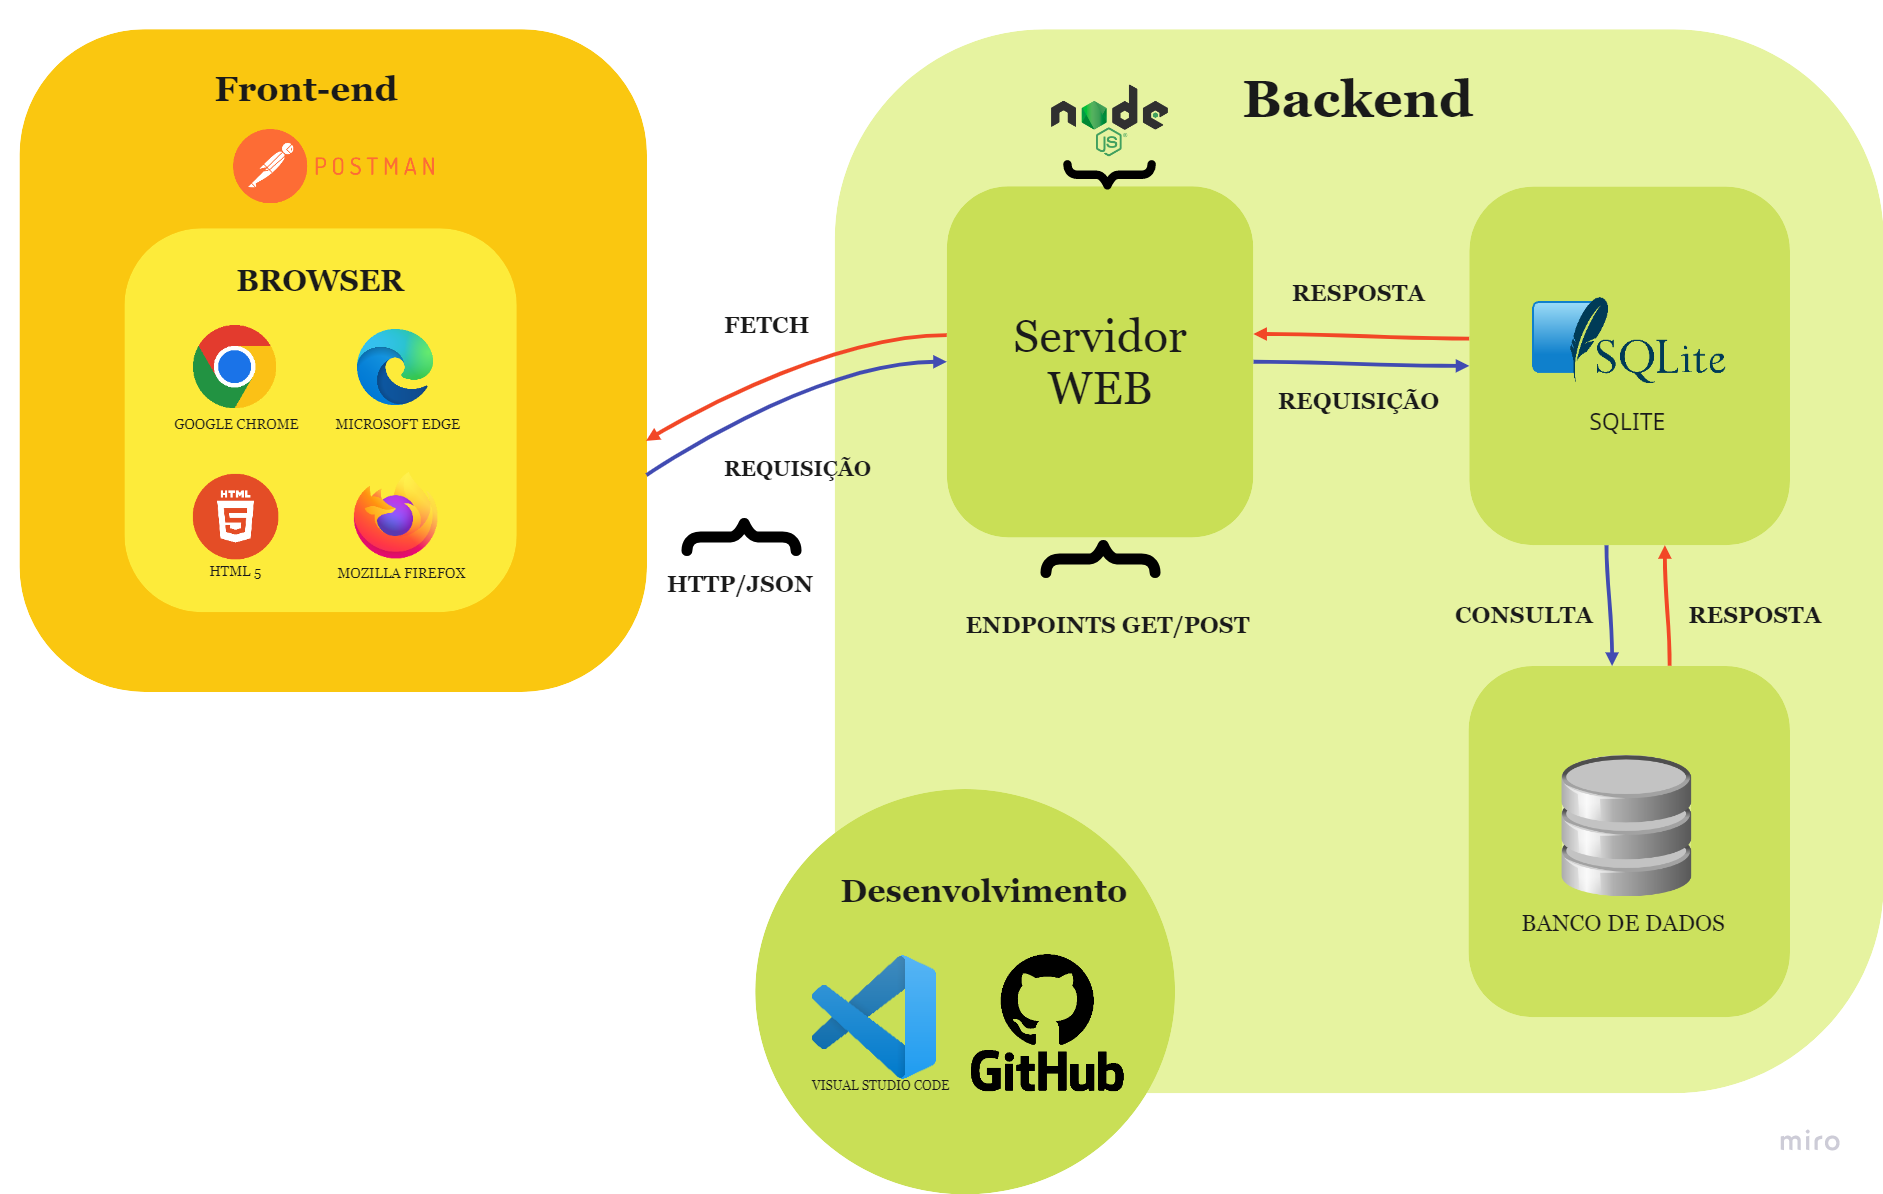 Front-end
POSTMAN
BROWSER
GOOGLE CHROME
MICROSOFT EDGE
HTML
5
HTML 5
MOZILLA FIREFOX
FETCH
REQUISIÇÃO
HTTP/JSON
Backend
node
JS
Servidor
WEB
ENDPOINTS GET/POST
RESPOSTA
REQUISIÇÃO
SQLite
SQLITE
CONSULTA
RESPOSTA
BANCO DE DADOS
Desenvolvimento
VISUAL STUDIO CODE
GitHub
miro